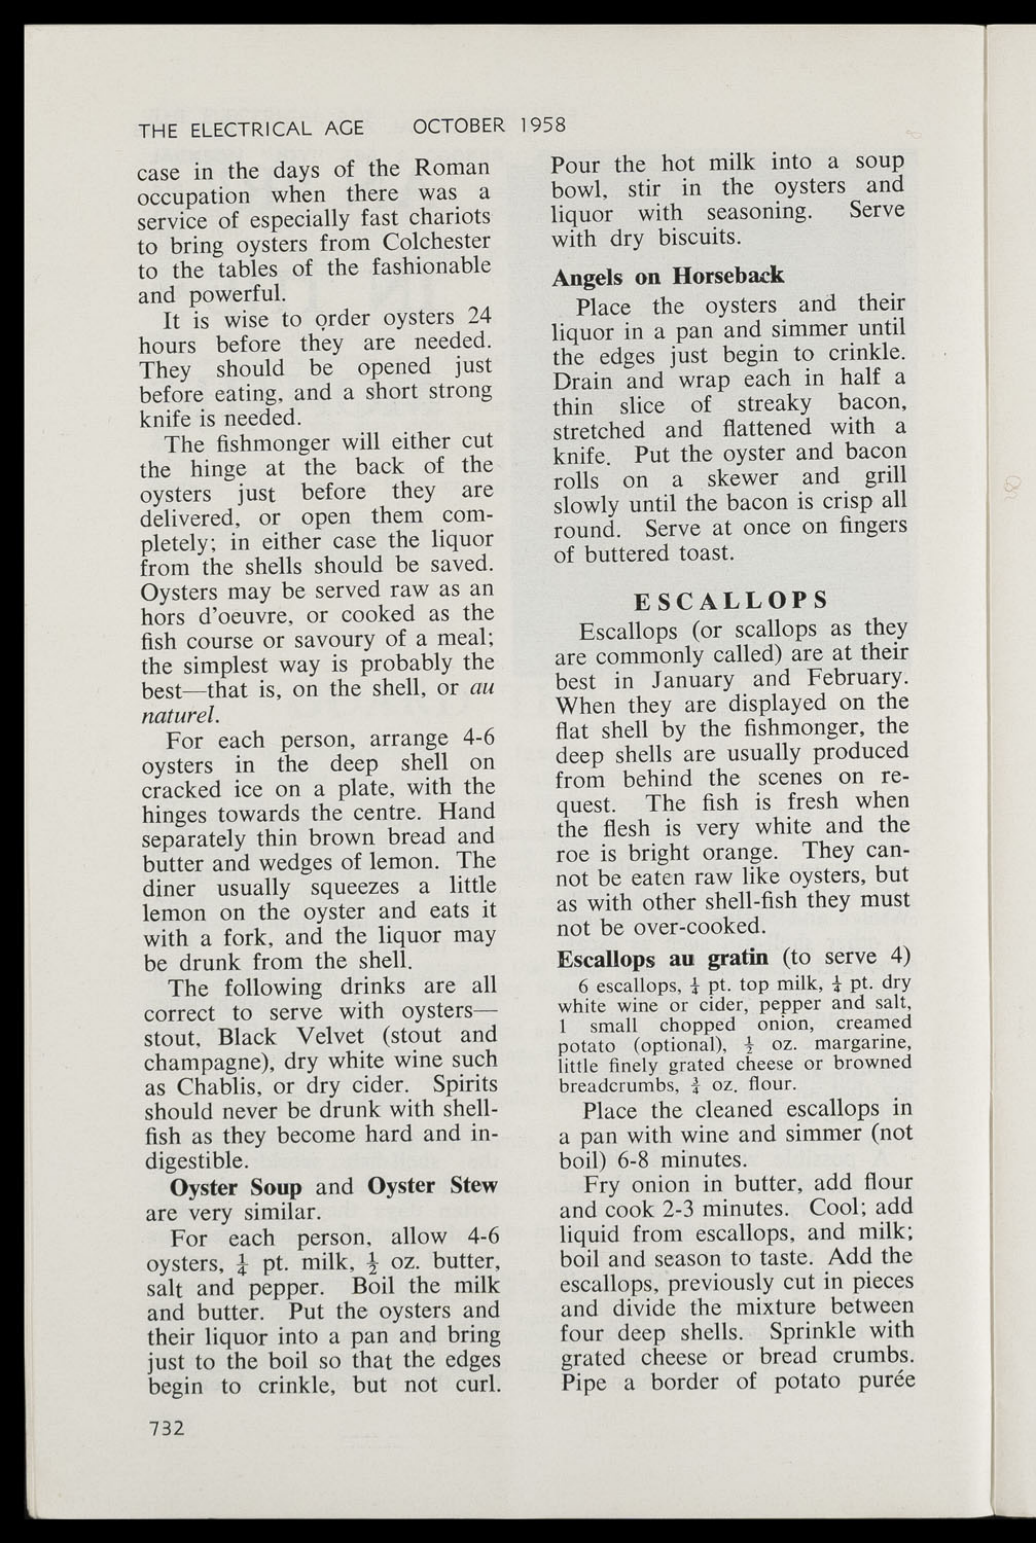 THE ELECTRICAL AGE OCTOBER 1958
case in the days of the Roman
occupation when there was a
service of especially fast chariots
to bring oysters from Colchester
to the tables of the fashionable
and powerful.
It is wise to order oysters 24
hours before they are needed.
They should be opened just
before eating, and a short strong
knife is needed.
The fishmonger will either cut
the hinge at the back of the
oysters just before they are
delivered, or open them com-
pletely; in either case the liquor
from the shells should be saved.
Oysters may be served raw as an
hors d'oeuvre, or cooked as the
fish course or savoury of a meal;
the simplest way is probably the
best—that is, on the shell, or au
naturel.
For each person, arrange 4-6
oysters in the deep shell on
cracked ice on a plate, with the
hinges towards the centre. Hand
separately thin brown bread and
butter and wedges of lemon. The
diner usually squeezes a little
lemon on the oyster and eats it
with a fork, and the liquor may
be drunk from the shell.
The following drinks are all
correct to serve with oysters—
stout, Black Velvet (stout and
champagne), dry white wine such
as Chablis, or dry cider. Spirits
should never be drunk with shell-
fish as they become hard and in-
digestible.
Oyster Soup and Oyster Stew
are very similar.
For each person, allow 4-6
oysters, ¼ pt. milk, ½ oz. butter,
salt and pepper. Boil the milk
and butter. Put the oysters and
their liquor into a pan and bring
just to the boil so that the edges
begin to crinkle, but not curl.
732
Pour the hot milk into a soup
bowl, stir in the oysters and
liquor with seasoning. Serve
with dry biscuits.
Angels on Horseback
Place the oysters and their
liquor in a pan and simmer until
the edges just begin to crinkle.
Drain and wrap each in half a
thin slice of streaky bacon,
stretched and flattened with a
knife. Put the oyster and bacon
rolls on a skewer and grill
slowly until the bacon is crisp all
round. Serve at once on fingers
of buttered toast.
ESCALLOPS
Escallops (or scallops as they
are commonly called) are at their
best in January and February.
When they are displayed on the
flat shell by the fishmonger, the
deep shells are usually produced
from behind the scenes on re-
quest. The fish is fresh when
the flesh is very white and the
roe is bright orange. They can-
not be eaten raw like oysters, but
as with other shell-fish they must
not be over-cooked.
Escallops au gratin (to serve 4)
6 escallops, ¼ pt. top milk, ¼ pt. dry
white wine or cider, pepper and salt,
1 small chopped onion, creamed
potato (optional), ½ oz. margarine,
little finely grated cheese or browned
breadcrumbs, ¾ oz. flour.
Place the cleaned escallops in
a pan with wine and simmer (not
boil) 6-8 minutes.
Fry onion in butter, add flour
and cook 2-3 minutes. Cool; add
liquid from escallops, and milk;
boil and season to taste. Add the
escallops, previously cut in pieces
and divide the mixture between
four deep shells. Sprinkle with
grated cheese or bread crumbs.
Pipe a border of potato purée